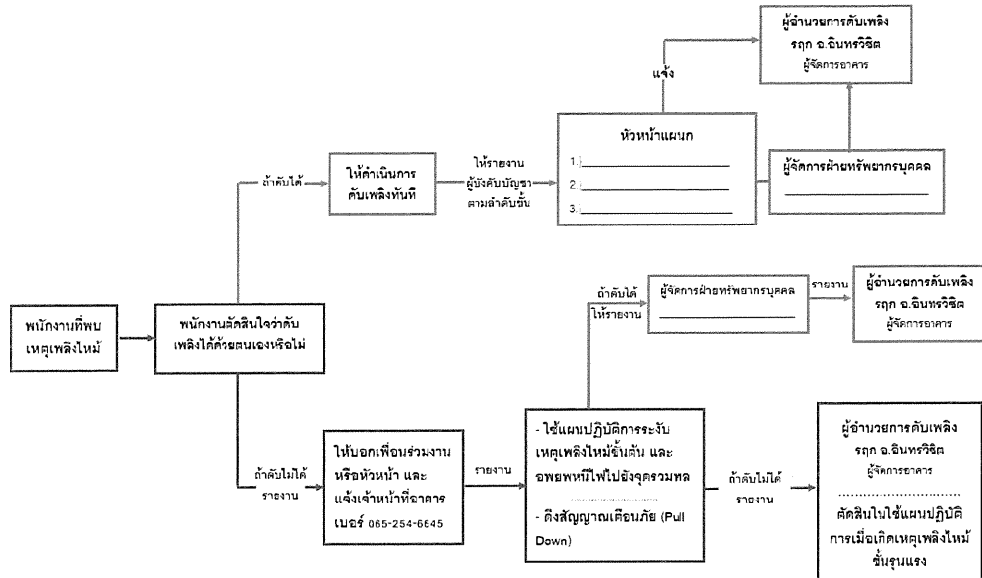 ผู้อำนวยการดับเพลิง
รฤก อ.อินทรวิชิต
ผู้จัดการอาคาร
แจ้ง
หัวหน้าแผนก
1.)
2.)
3.)
ผู้จัดการฝ่ายทรัพยากรบุคคล
ถ้าดับได้
ให้ดำเนินการ
ดับเพลิงทันที
ให้รายงาน
ผู้บังคับบัญชา
ตามลำดับขั้น
พนักงานที่พบ
เหตุเพลิงไหม้
พนักงานตัดสินใจว่าดับ
เพลิงได้ด้วยตนเองหรือไม่
ถ้าดับได้
ให้รายงาน
ผู้จัดการฝ่ายทรัพยากรบุคคล
รายงาน
ผู้อำนวยการดับเพลิง
รฤก อ.อินทรวิชิต
ผู้จัดการอาคาร
ถ้าดับไม่ได้
รายงาน
ให้บอกเพื่อนร่วมงาน
หรือหัวหน้า และ
แจ้งเจ้าหน้าที่อาคาร
เบอร์ 065-254-6645
รายงาน
- ใช้แผนปฏิบัติการระงับ
เหตุเพลิงไหม้ขั้นต้น และ
อพยพหนีไฟไปยังจุดรวมพล
........................
- ดึงสัญญาณเตือนภัย (Pull
Down)
ถ้าดับไม่ได้
รายงาน
ผู้อำนวยการดับเพลิง
รฤก อ.อินทรวิชิต
ผู้จัดการอาคาร
........................
ตัดสินในใช้แผนปฏิบัติ
การเมื่อเกิดเหตุเพลิงไหม้
ขั้นรุนแรง